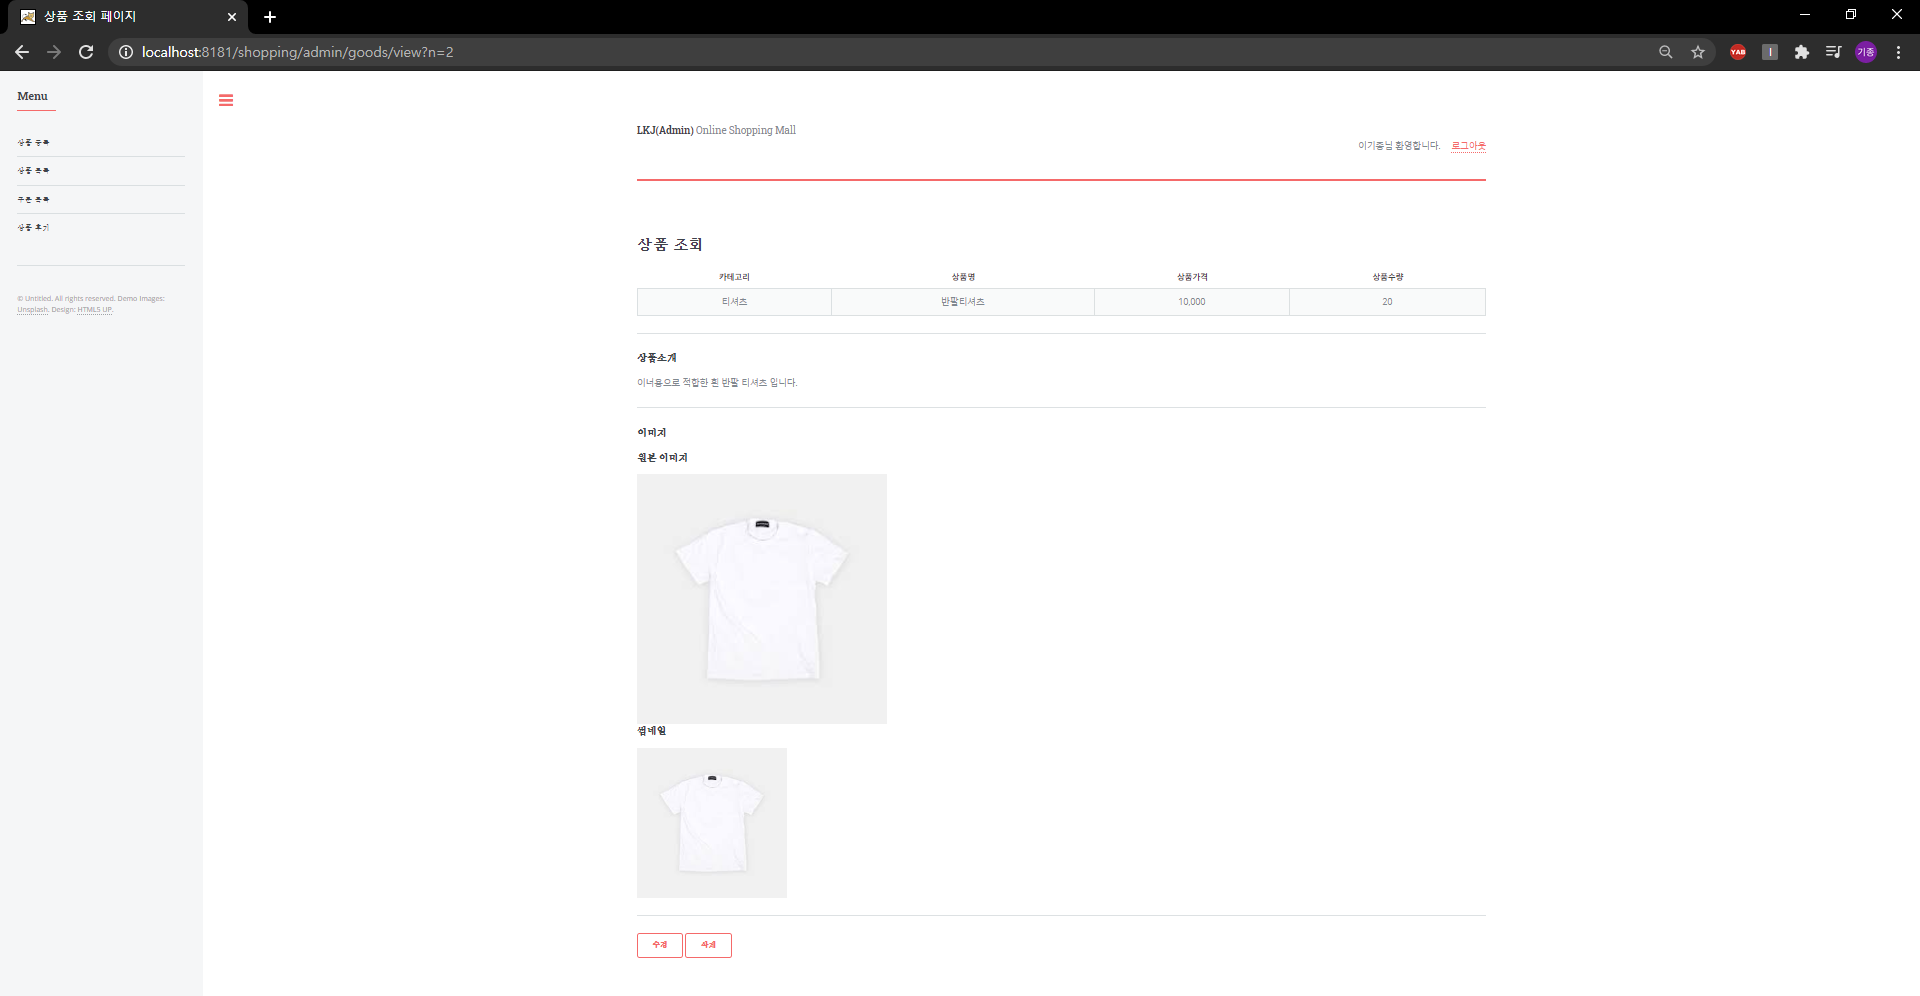 상품 조회 페이지
localhost:8181/shopping/admin/goods/view?n=2
YAB
기종
Menu
상품 등록
상품 목록
주문 목록
상품 후기
© Untitled. All rights reserved. Demo Images:
Unsplash. Design: HTML5 UP.
LKJ(Admin) Online Shopping Mall
이기종님 환영합니다. 로그아웃
상품 조회
카테고리 상품명 상품가격 상품수량
티셔츠 반팔티셔츠 10,000 20
상품소개
이너용으로 적합한 흰 반팔 티셔츠 입니다.
이미지
원본 이미지
썸네일
수정 삭제